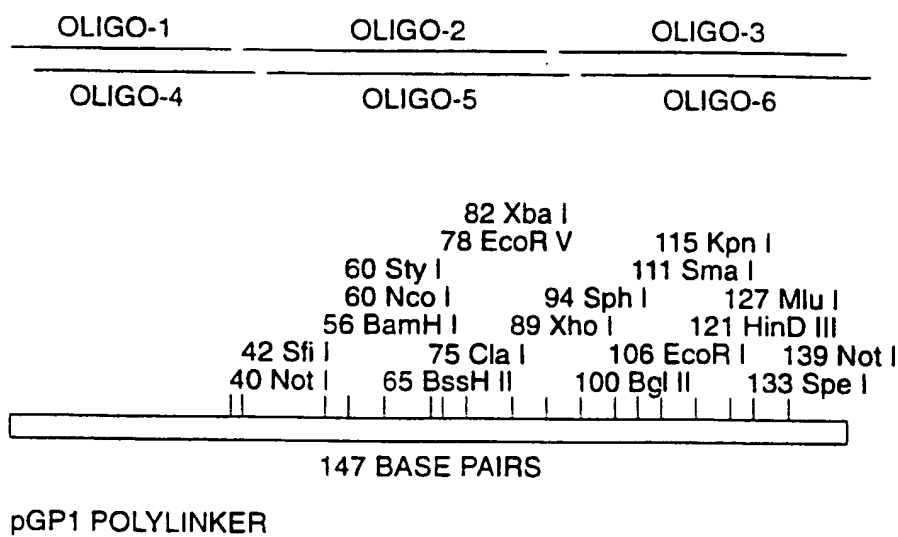 OLIGO-1 OLIGO-2 OLIGO-3
OLIGO-4 OLIGO-5 OLIGO-6
82 Xba I
78 EcoR V 115 Kpn I
60 Sty I 111 Sma I
60 Nco I 94 Sph I 127 Mlu I
56 BamH I 89 Xho I 121 HinD III
42 Sfi I 75 Cla I 106 EcoR I 139 Not I
40 Not I 65 BssH II 100 Bgl II 133 Spe I
147 BASE PAIRS
pGP1 POLYLINKER